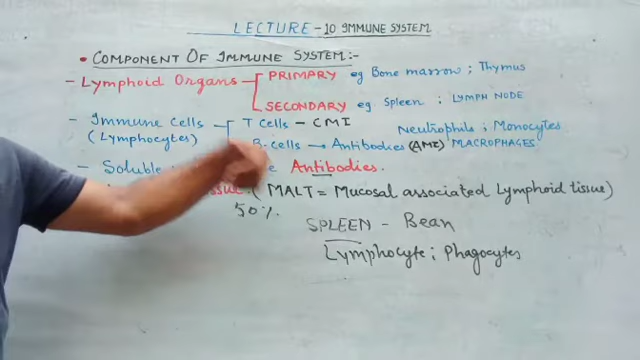 LECTURE - 10 IMMUNE SYSTEM
• COMPONENT OF IMMUNE SYSTEM:-
- Lymphoid Organs - PRIMARY eg Bone marrow ; Thymus
SECONDARY eg Spleen ; LYMPH NODE
- Immune Cells - T Cells - CMI
(Lymphocytes) B-cells → Antibodies (AMI)
Neutrophils ; Monocytes
MACROPHAGES
- Soluble Antibodies.
(MALT = Mucosal associated Lymphoid tissue)
50%.
SPLEEN - Bean
Lymphocyte ; Phagocytes